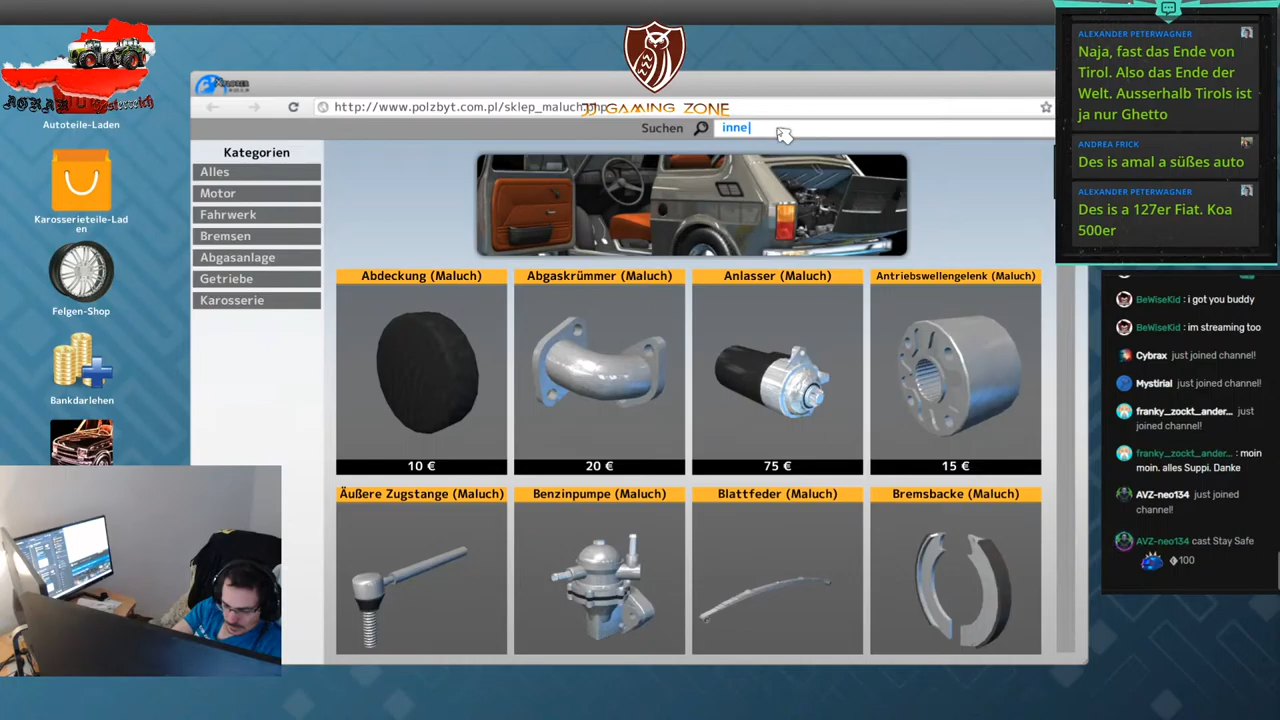 Autoteile-Laden
Karosserieteile-Lad
en
Felgen-Shop
Bankdarlehen
http://www.polzbyt.com.pl/sklep_maluch.php
JJ GAMING ZONE
Suchen
inne
Kategorien
Alles
Motor
Fahrwerk
Bremsen
Abgasanlage
Getriebe
Karosserie
Abdeckung (Maluch)
10 €
Abgaskrümmer (Maluch)
20 €
Anlasser (Maluch)
75 €
Antriebswellengelenk (Maluch)
15 €
Äußere Zugstange (Maluch)
Benzinpumpe (Maluch)
Blattfeder (Maluch)
Bremsbacke (Maluch)
ALEXANDER PETERWAGNER
Naja, fast das Ende von
Tirol. Also das Ende der
Welt. Ausserhalb Tirols ist
ja nur Ghetto
ANDREA FRICK
Des is amal a süßes auto
ALEXANDER PETERWAGNER
Des is a 127er Fiat. Koa
500er
BeWiseKid : i got you buddy
BeWiseKid : im streaming too
Cybrax just joined channel!
Mystirial just joined channel!
franky_zockt_ander... just
joined channel!
franky_zockt_ander... : moin
moin. alles Suppi. Danke
AVZ-neo134 just joined
channel!
AVZ-neo134 cast Stay Safe
100